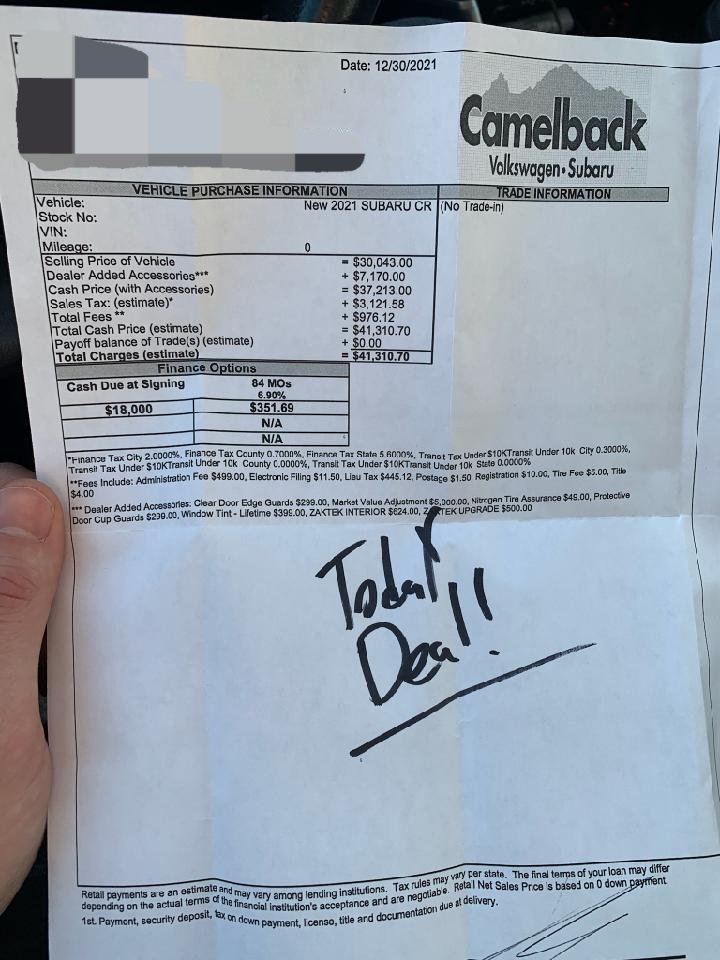 Date: 12/30/2021
Camelback
Volkswagen • Subaru
VEHICLE PURCHASE INFORMATION
TRADE INFORMATION
Vehicle: New 2021 SUBARU CR
(No Trade-in)
Stock No:
VIN:
Mileage: 0
Selling Price of Vehicle = $30,043.00
Dealer Added Accessories*** + $7,170.00
Cash Price (with Accessories) = $37,213.00
Sales Tax: (estimate)* + $3,121.58
Total Fees ** + $976.12
Total Cash Price (estimate) = $41,310.70
Payoff balance of Trade(s) (estimate) + $0.00
Total Charges (estimate) = $41,310.70
Finance Options
Cash Due at Signing 84 MOs
6.90%
$18,000 $351.69
N/A
N/A
*Finance Tax City 2.0000%, Finance Tax County 0.7000%, Finance Tax State 5.6000%, Transit Tax Under $10KTransit Under 10k City 0.3000%,
Transit Tax Under $10KTransit Under 10k County 0.0000%, Transit Tax Under $10KTransit Under 10k State 0.0000%
**Fees Include: Administration Fee $499.00, Electronic Filing $11.50, Lieu Tax $445.12, Postage $1.50 Registration $10.00, Tire Fee $5.00, Title
$4.00
*** Dealer Added Accessories: Clear Door Edge Guards $299.00, Market Value Adjustment $5,000.00, Nitrogen Tire Assurance $49.00, Protective
Door Cup Guards $299.00, Window Tint - Lifetime $399.00, ZAKTEK INTERIOR $624.00, ZAKTEK UPGRADE $500.00
Today
Deal!!
Retail payments are an estimate and may vary among lending institutions. Tax rules may vary per state. The final terms of your loan may differ
depending on the actual terms of the financial institution's acceptance and are negotiable. Retail Net Sales Price is based on 0 down payment
1st. Payment, security deposit, tax on down payment, license, title and documentation due at delivery.